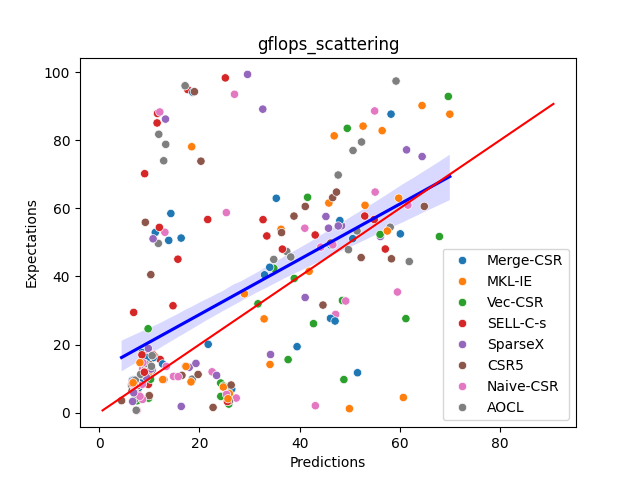 gflops_scattering
Expectations
100
80
60
40
20
0
0 20 40 60 80
Predictions
Merge-CSR
MKL-IE
Vec-CSR
SELL-C-s
SparseX
CSR5
Naive-CSR
AOCL